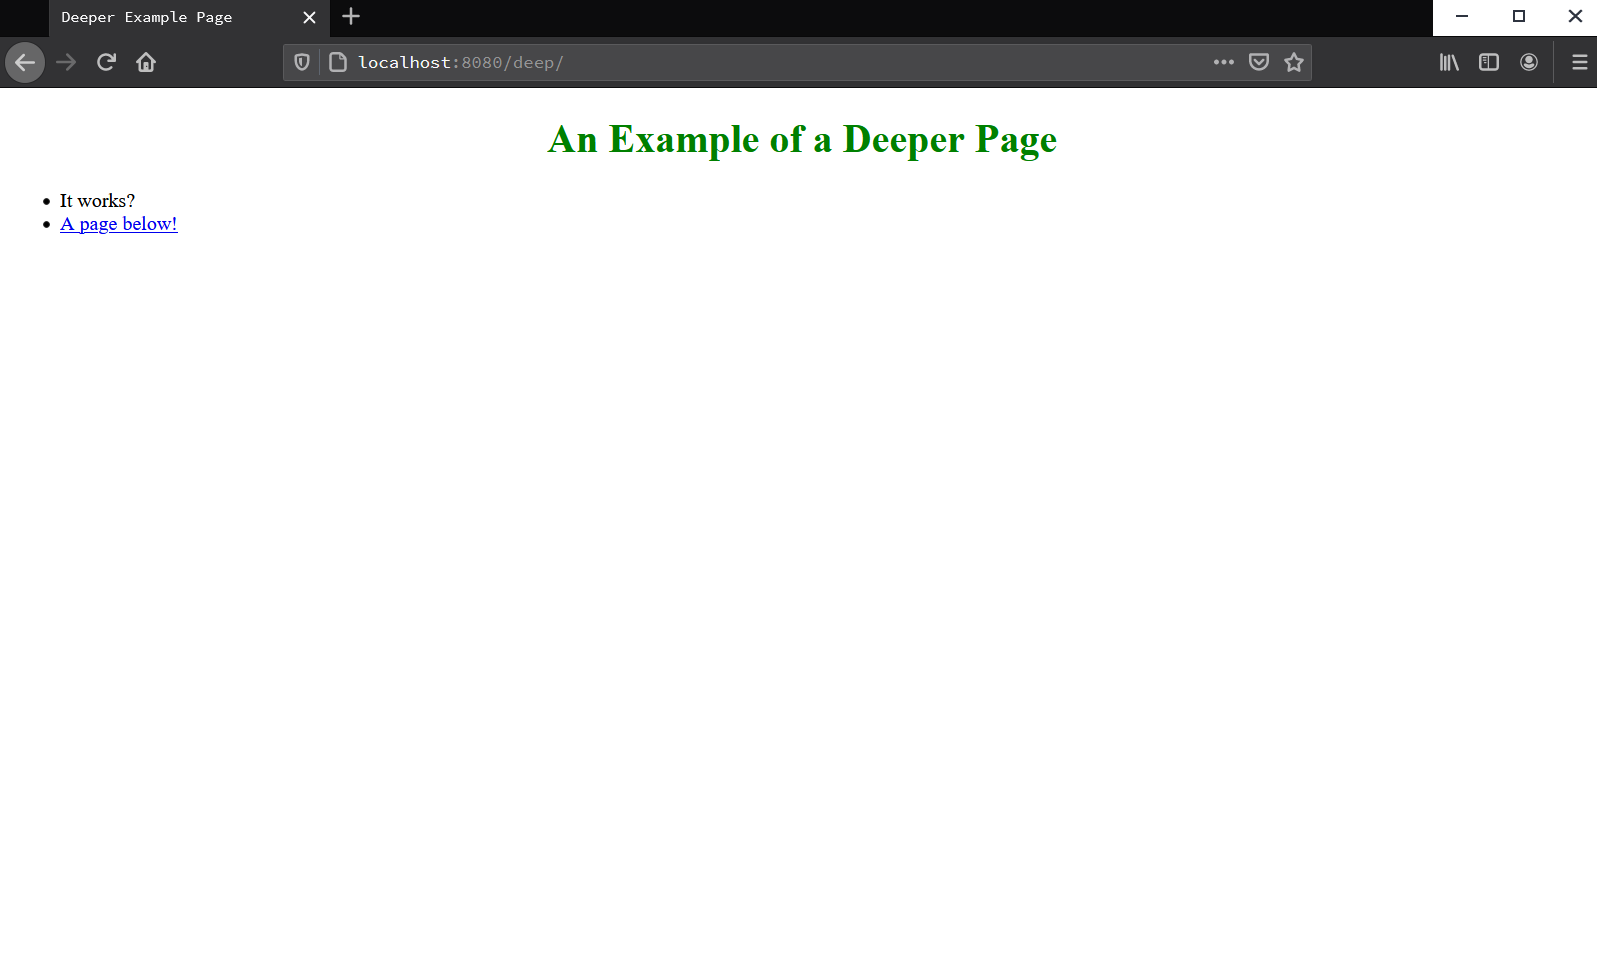 Deeper Example Page
localhost:8080/deep/
An Example of a Deeper Page
It works?
A page below!